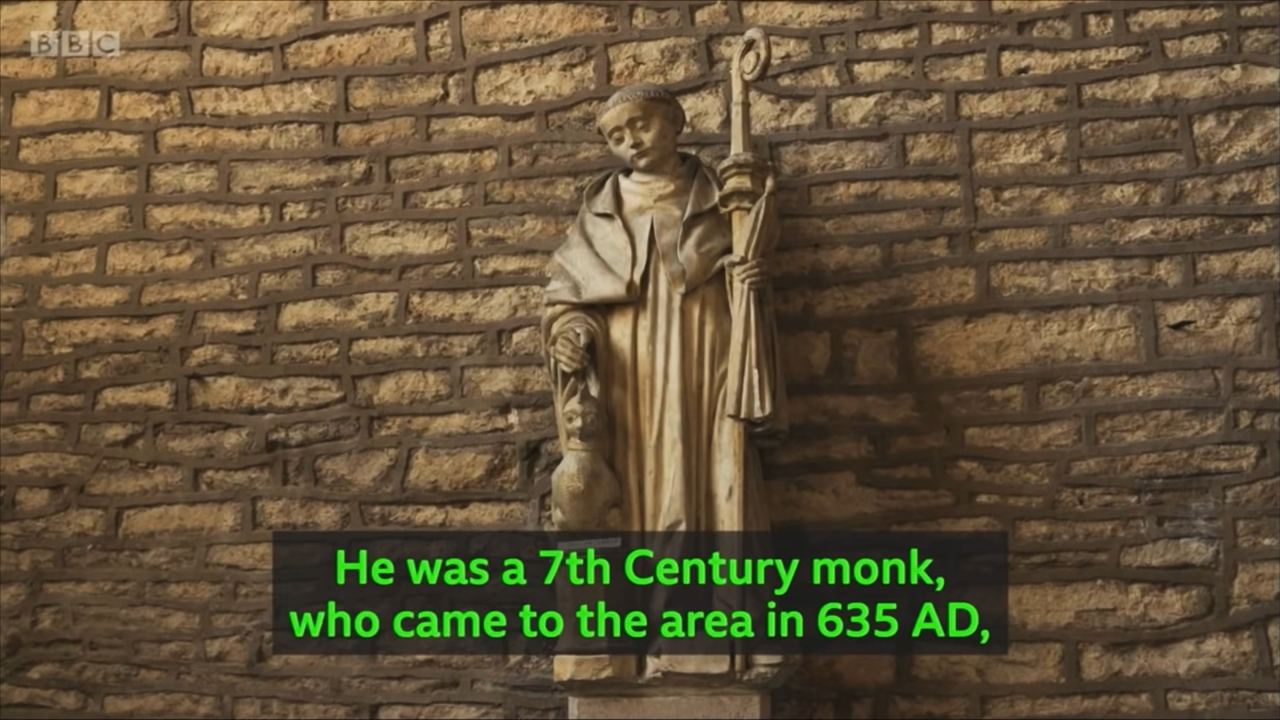 BBC
He was a 7th Century monk,
who came to the area in 635 AD,